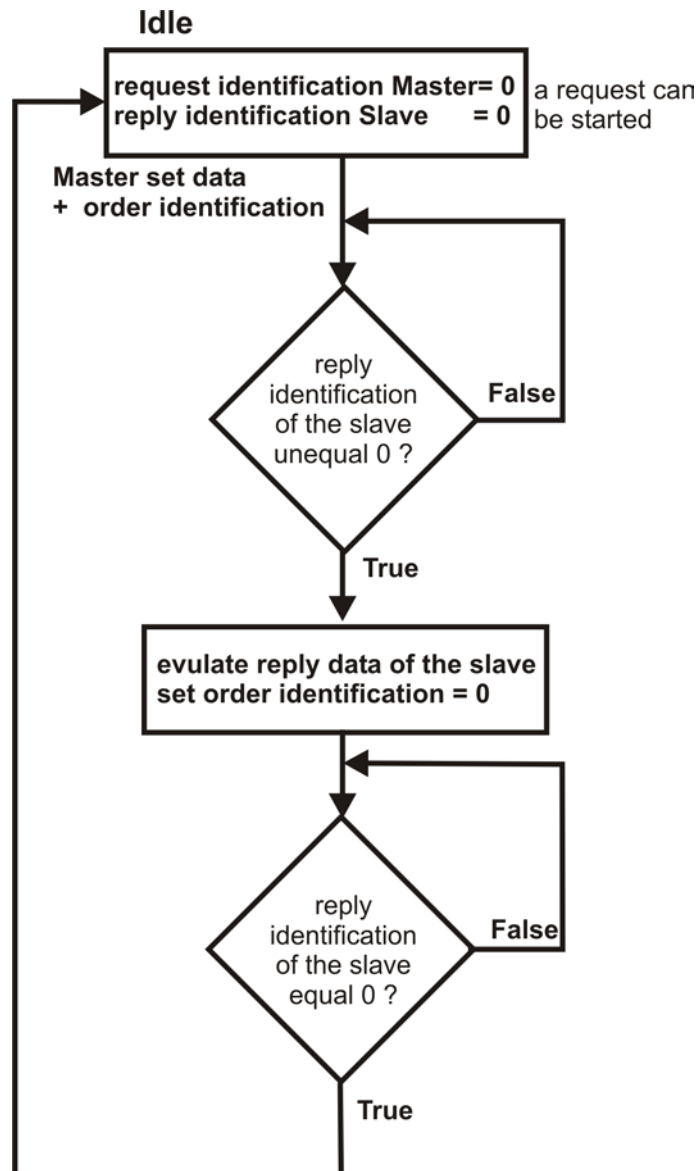 Idle
request identification Master= 0
reply identification Slave = 0
a request can
be started
Master set data
+ order identification
reply
identification
of the slave
unequal 0 ?
False
True
evulate reply data of the slave
set order identification = 0
reply
identification
of the slave
equal 0 ?
False
True